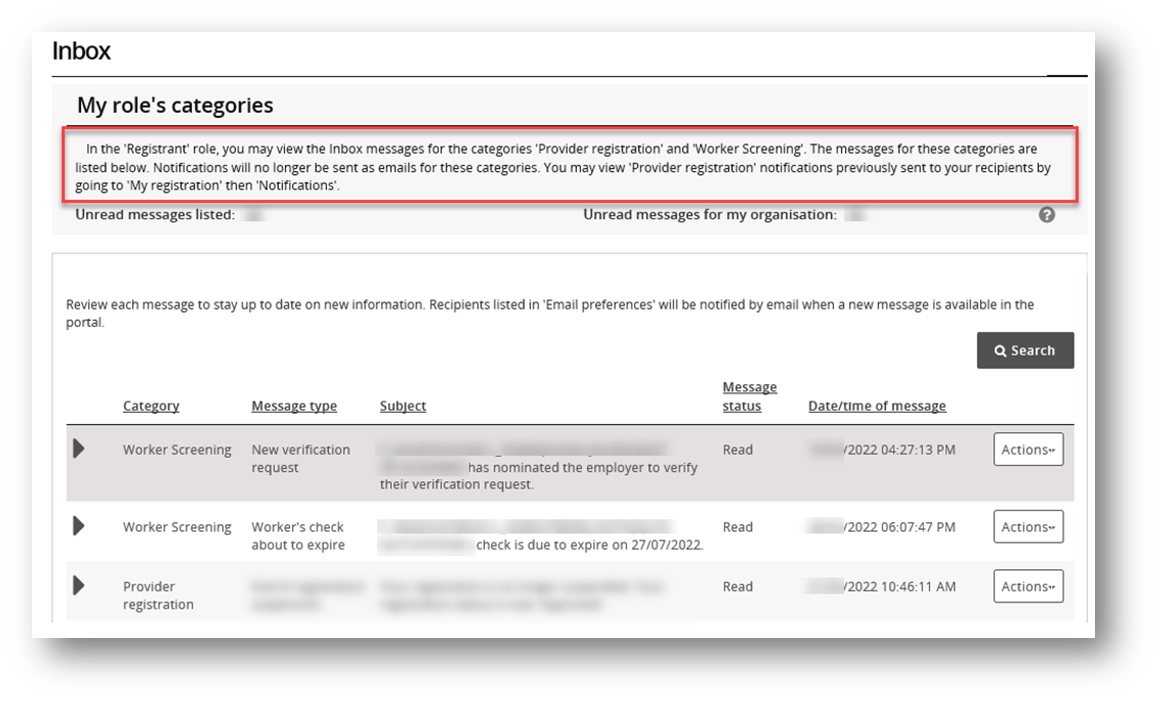 Inbox
My role's categories
In the 'Registrant' role, you may view the Inbox messages for the categories 'Provider registration' and 'Worker Screening'. The messages for these categories are
listed below. Notifications will no longer be sent as emails for these categories. You may view 'Provider registration' notifications previously sent to your recipients by
going to 'My registration' then 'Notifications'.
Unread messages listed: Unread messages for my organisation: ?
Review each message to stay up to date on new information. Recipients listed in 'Email preferences' will be notified by email when a new message is available in the
portal.
Search
Category Message type Subject Message status Date/time of message
Worker Screening New verification Read /2022 04:27:13 PM Actions
request has nominated the employer to verify
their verification request.
Worker Screening Worker's check Read /2022 06:07:47 PM Actions
about to expire check is due to expire on 27/07/2022.
Provider Read /2022 10:46:11 AM Actions
registration